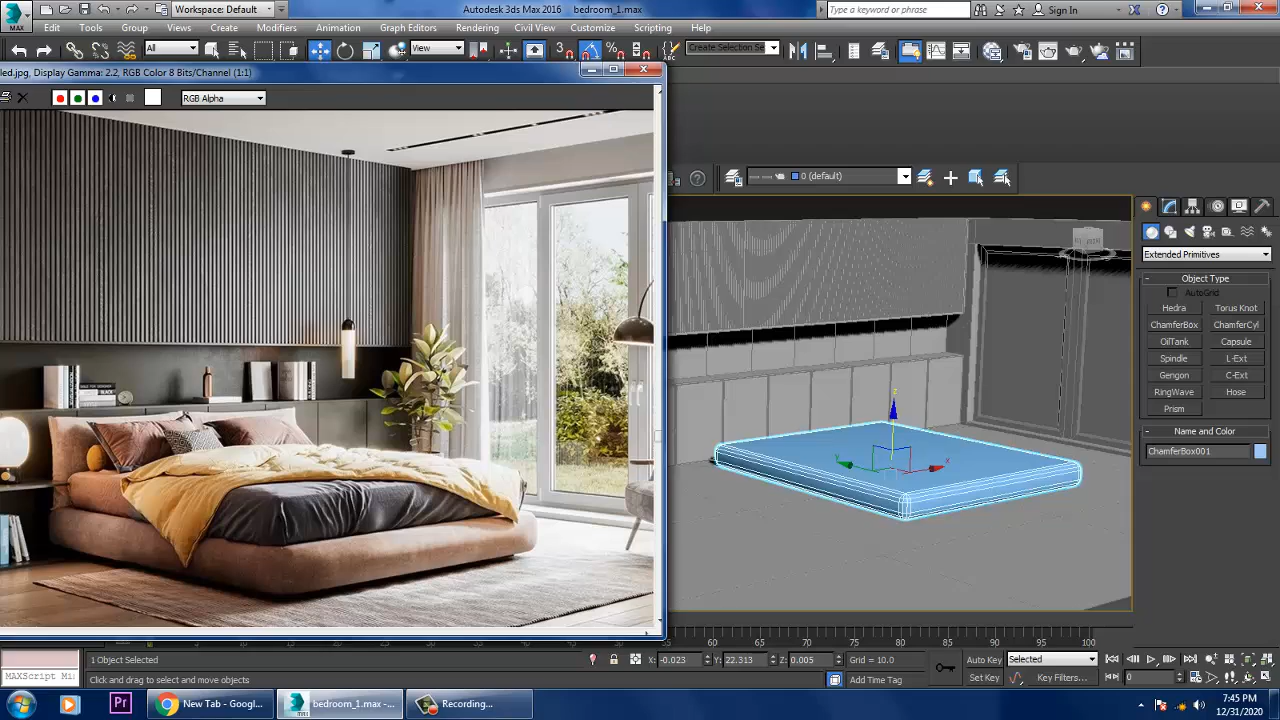 Workspace: Default
Autodesk 3ds Max 2016 bedroom_1.max
Type a keyword or phrase
Sign In
MAX
Edit Tools Group Views Create Modifiers Animation Graph Editors Rendering Civil View Customize Scripting Help
All
View
3
Create Selection Se
led.jpg, Display Gamma: 2.2, RGB Color 8 Bits/Channel (1:1)
RGB Alpha
0 (default)
Extended Primitives
Object Type
AutoGrid
Hedra Torus Knot
ChamferBox ChamferCyl
OilTank Capsule
Spindle L-Ext
Gengon C-Ext
RingWave Hose
Prism
Name and Color
ChamferBox001
z
y
x
55 60 65 70 75 80 85 90 95 100
1 Object Selected
X: -0.023 Y: 22.313 Z: 0.005 Grid = 10.0
Auto Key Selected
MAXScript Mi:
Click and drag to select and move objects
Add Time Tag
Set Key Key Filters... 0
Pr
New Tab - Googl...
bedroom_1.max -...
Recording...
7:45 PM
12/31/2020